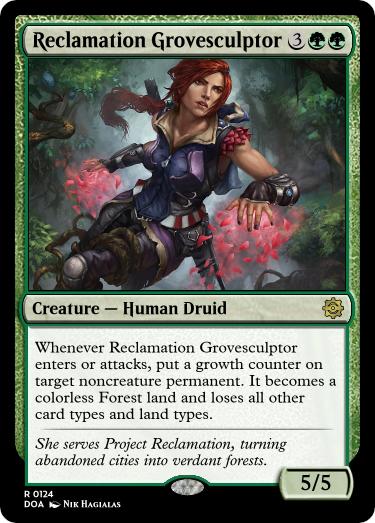 Reclamation Grovesculptor 3
Creature — Human Druid
Whenever Reclamation Grovesculptor
enters or attacks, put a growth counter on
target noncreature permanent. It becomes a
colorless Forest land and loses all other
card types and land types.
She serves Project Reclamation, turning
abandoned cities into verdant forests.
5/5
R 0124
DOA Nik Hagialas